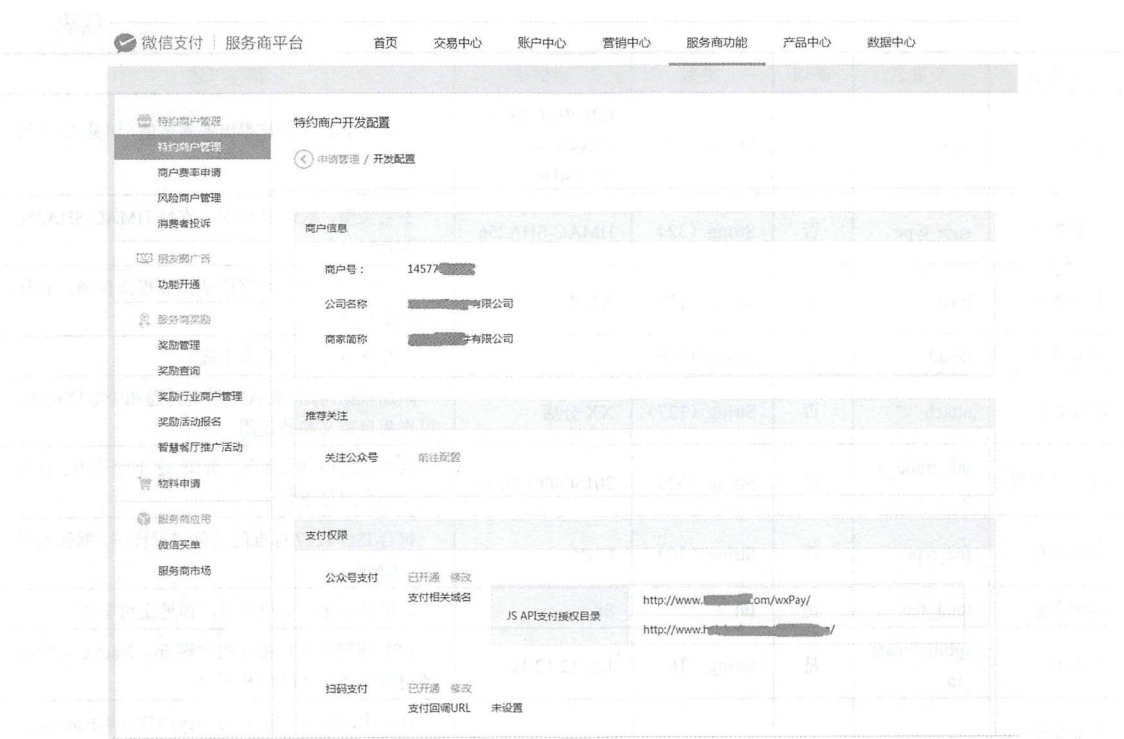 微信支付 | 服务商平台 首页 交易中心 账户中心 营销中心 服务商功能 产品中心 数据中心
特约商户管理
特约商户管理
商户费率申请
风险商户管理
消费者投诉
朋友圈广告
功能开通
服务商奖励
奖励管理
奖励查询
奖励行业商户管理
奖励活动报名
智慧餐厅推广活动
物料申请
服务商应用
微信买单
服务商市场
特约商户开发配置
申请管理 / 开发配置
商户信息
商户号： 14577
公司名称 有限公司
商家简称 有限公司
推荐关注
关注公众号 前往配置
支付权限
公众号支付 已开通 修改
支付相关域名
JS API支付授权目录
http://www. com/wxPay/
http://www.h /
扫码支付 已开通 修改
支付回调URL 未设置